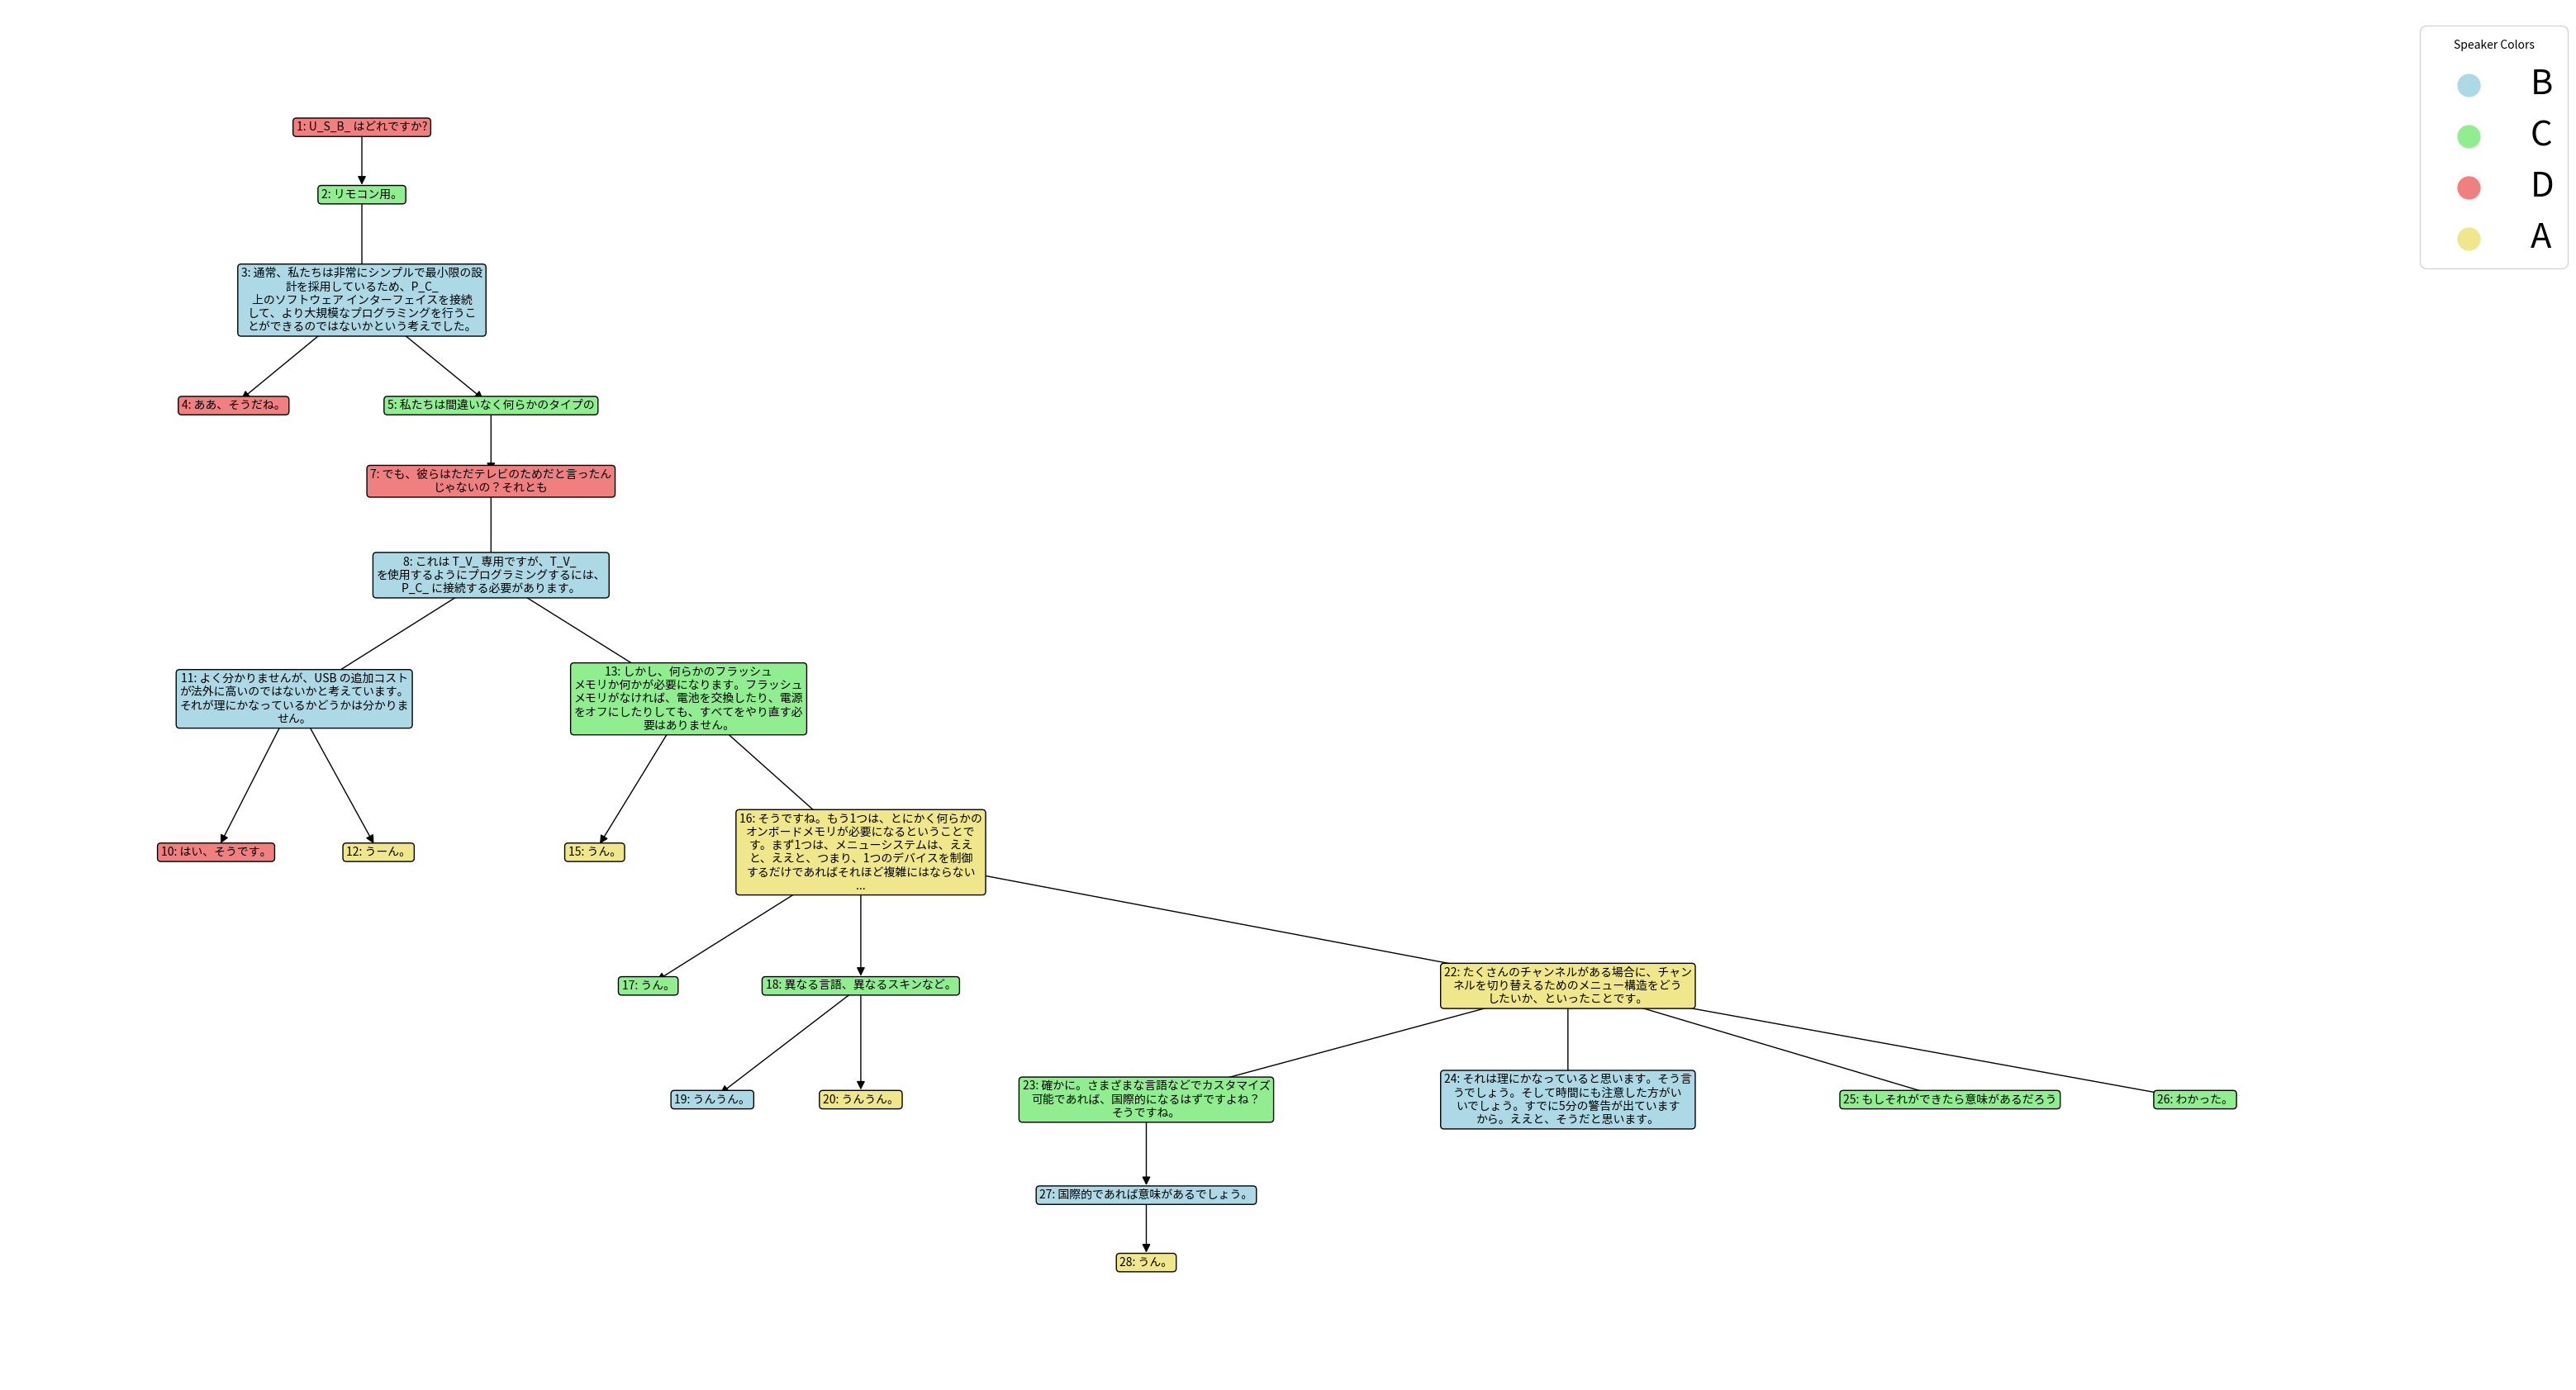 Speaker Colors
B
C
D
A
1: U_S_B_ はどれですか?
2: リモコン用。
3: 通常、私たちは非常にシンプルで最小限の設
計を採用しているため、P_C_
上のソフトウェア インターフェイスを接続
して、より大規模なプログラミングを行うこ
とができるのではないかという考えでした。
4: ああ、そうだね。
5: 私たちは間違いなく何らかのタイプの
7: でも、彼らはただテレビのためだと言ったん
じゃないの？それとも
8: これは T_V_ 専用ですが、T_V_
を使用するようにプログラミングするには、
P_C_ に接続する必要があります。
11: よく分かりませんが、USB の追加コスト
が法外に高いのではないかと考えています。
それが理にかなっているかどうかは分かりま
せん。
13: しかし、何らかのフラッシュ
メモリか何かが必要になります。フラッシュ
メモリがなければ、電池を交換したり、電源
をオフにしたりしても、すべてをやり直す必
要はありません。
10: はい、そうです。
12: うーん。
15: うん。
16: そうですね。もう1つは、とにかく何らかの
オンボードメモリが必要になるということで
す。まず1つは、メニューシステムは、ええ
と、ええと、つまり、1つのデバイスを制御
するだけであればそれほど複雑にはならない
...
17: うん。
18: 異なる言語、異なるスキンなど。
22: たくさんのチャンネルがある場合に、チャン
ネルを切り替えるためのメニュー構造をどう
したいか、といったことです。
19: うんうん。
20: うんうん。
23: 確かに。さまざまな言語などでカスタマイズ
可能であれば、国際的になるはずですよね？
そうですね。
24: それは理にかなっていると思います。そう言
うでしょう。そして時間にも注意した方がい
いでしょう。すでに5分の警告が出ています
から。ええと、そうだと思います。
25: もしそれができたら意味があるだろう
26: わかった。
27: 国際的であれば意味があるでしょう。
28: うん。